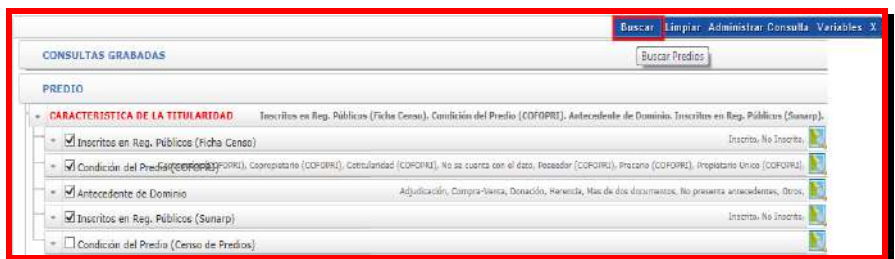 Buscar Limpiar Administrar Consulta Variables X
CONSULTAS GRABADAS
Buscar Predios
PREDIO
CARACTERISTICA DE LA TITULARIDAD Inscritos en Reg. Públicos (Ficha Censo). Condición del Predio (COFOPRI). Antecedente de Dominio. Inscritos en Reg. Públicos (Sunarp).
Inscritos en Reg. Públicos (Ficha Censo) Inscrito, No Inscrito,
Condición del Predio (COFOPRI), Copropietario (COFOPRI), Cotitularidad (COFOPRI), No se cuenta con el dato, Poseedor (COFOPRI), Precario (COFOPRI), Propietario Unico (COFOPRI),
Antecedente de Dominio Adjudicación, Compra-Venta, Donación, Herencia, Mas de dos documentos, No presenta antecedentes, Otros,
Inscritos en Reg. Públicos (Sunarp) Inscrito, No Inscrito,
Condición del Predio (Censo de Predios)